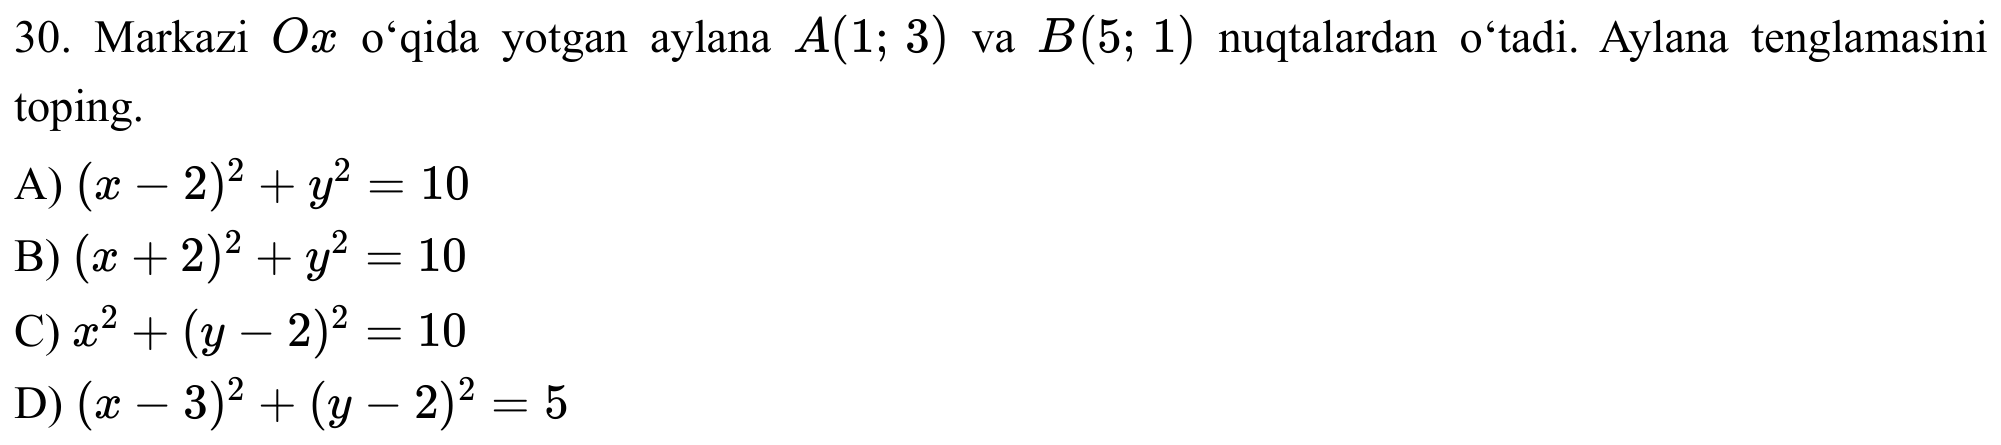 30. Markazi Ox o‘qida yotgan aylana A(1; 3) va B(5; 1) nuqtalardan o‘tadi. Aylana tenglamasini
toping.
A) (x − 2)² + y² = 10
B) (x + 2)² + y² = 10
C) x² + (y − 2)² = 10
D) (x − 3)² + (y − 2)² = 5